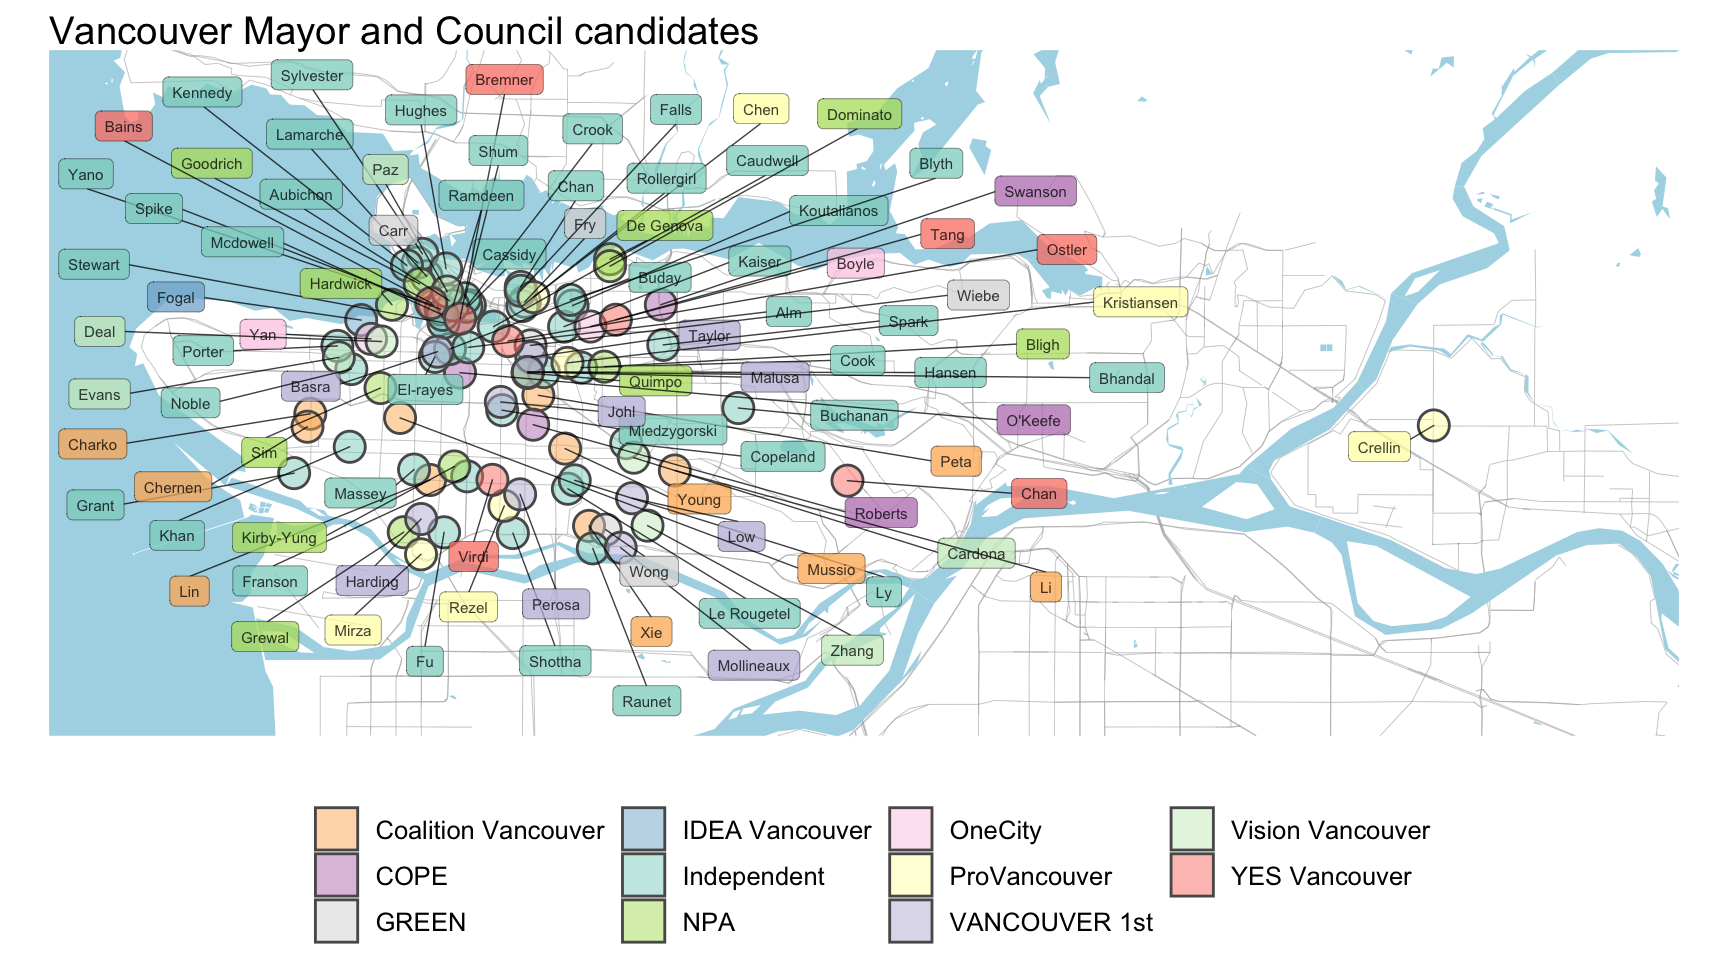 Vancouver Mayor and Council candidates
Sylvester
Bremner
Kennedy
Hughes
Falls
Chen
Dominato
Bains
Lamarche
Crook
Shum
Goodrich
Paz
Caudwell
Blyth
Yano
Rollergirl
Aubichon
Ramdeen
Chan
Swanson
Spike
Koutalianos
Carr
Fry
De Genova
Mcdowell
Tang
Ostler
Cassidy
Stewart
Kaiser
Boyle
Hardwick
Buday
Fogal
Wiebe
Kristiansen
Alm
Spark
Deal
Yan
Taylor
Porter
Bligh
Cook
Hansen
Bhandal
Basra
El-rayes
Quimpo
Malusa
Evans
Noble
Johl
Buchanan
O'Keefe
Miedzygorski
Charko
Crellin
Sim
Copeland
Peta
Chernen
Massey
Young
Chan
Grant
Roberts
Khan
Kirby-Yung
Low
Virdi
Cardona
Wong
Mussio
Lin
Franson
Harding
Ly
Li
Rezel
Perosa
Le Rougetel
Grewal
Mirza
Xie
Zhang
Fu
Shottha
Mollineaux
Raunet
Coalition Vancouver
IDEA Vancouver
OneCity
Vision Vancouver
COPE
Independent
ProVancouver
YES Vancouver
GREEN
NPA
VANCOUVER 1st